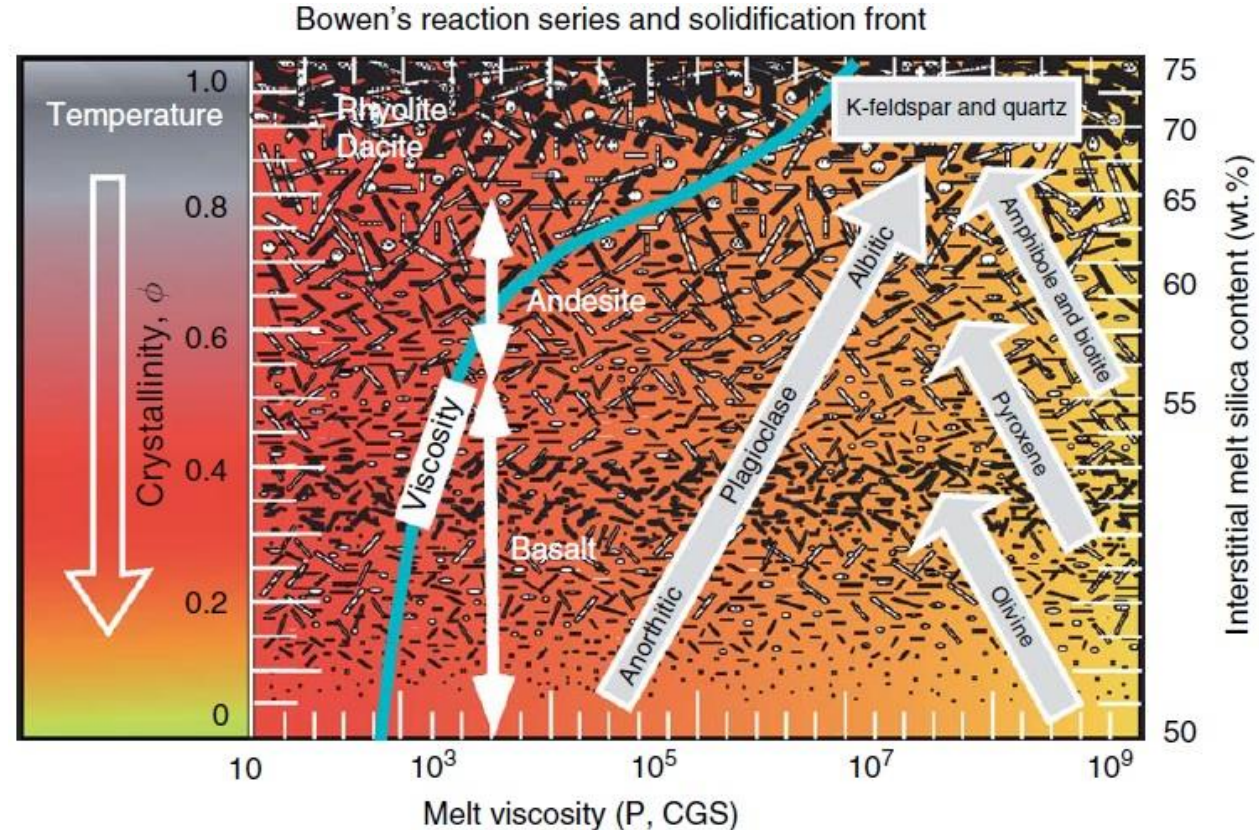 Bowen's reaction series and solidification front
Temperature
Crystallinity, ϕ
1.0
0.8
0.6
0.4
0.2
0
Rhyolite
Dacite
Andesite
Basalt
Viscosity
K-fespar and quartz
Albitic
Plagioclase
Anorthitic
Amphibole and biotite
Pyroxene
Olivine
75
70
65
60
55
50
Interstitial melt silica content (wt.%)
10
10³
10⁵
10⁷
10⁹
Melt viscosity (P, CGS)